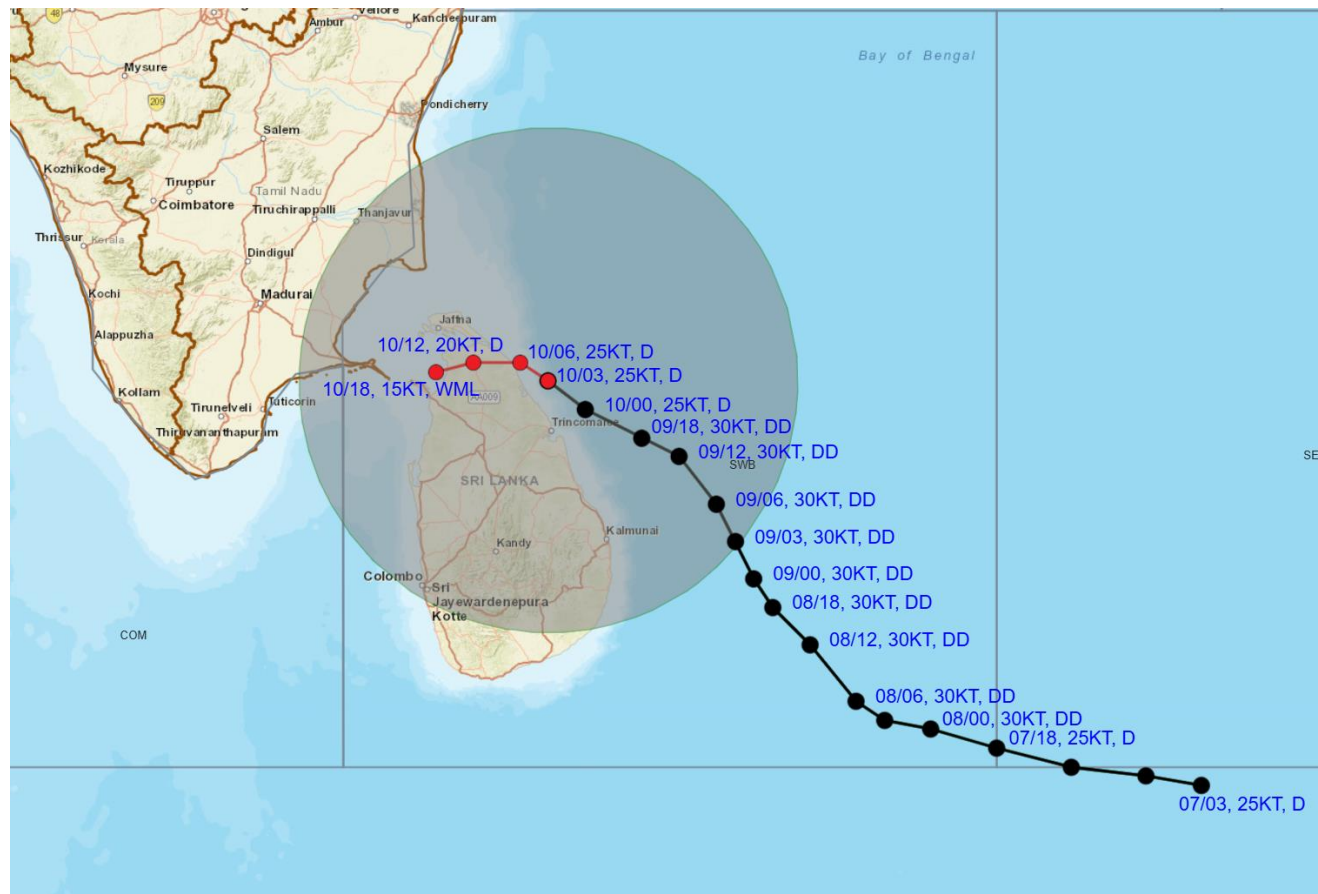 48
Ambur
Vellore
Kancheepuram
Bay of Bengal
Mysure
209
Pondicherry
Salem
Kozhikode
Tiruppur
Tamil Nadu
Coimbatore
Tiruchirappalli
Thanjavur
Thrissur
Kerala
Dindigul
Kochi
Madurai
Jaffna
Alappuzha
10/12, 20KT, D
10/06, 25KT, D
10/03, 25KT, D
10/18, 15KT, WML
Kollam
AA009
Tirunelveli
Tuticorin
10/00, 25KT, D
Thiruvananthapuram
Trincomalee
09/18, 30KT, DD
09/12, 30KT, DD
SWB
SE
SRI LANKA
09/06, 30KT, DD
Kalmunai
09/03, 30KT, DD
Kandy
Colombo
Sri
Jayewardenepura
Kotte
09/00, 30KT, DD
08/18, 30KT, DD
COM
08/12, 30KT, DD
08/06, 30KT, DD
08/00, 30KT, DD
07/18, 25KT, D
07/03, 25KT, D